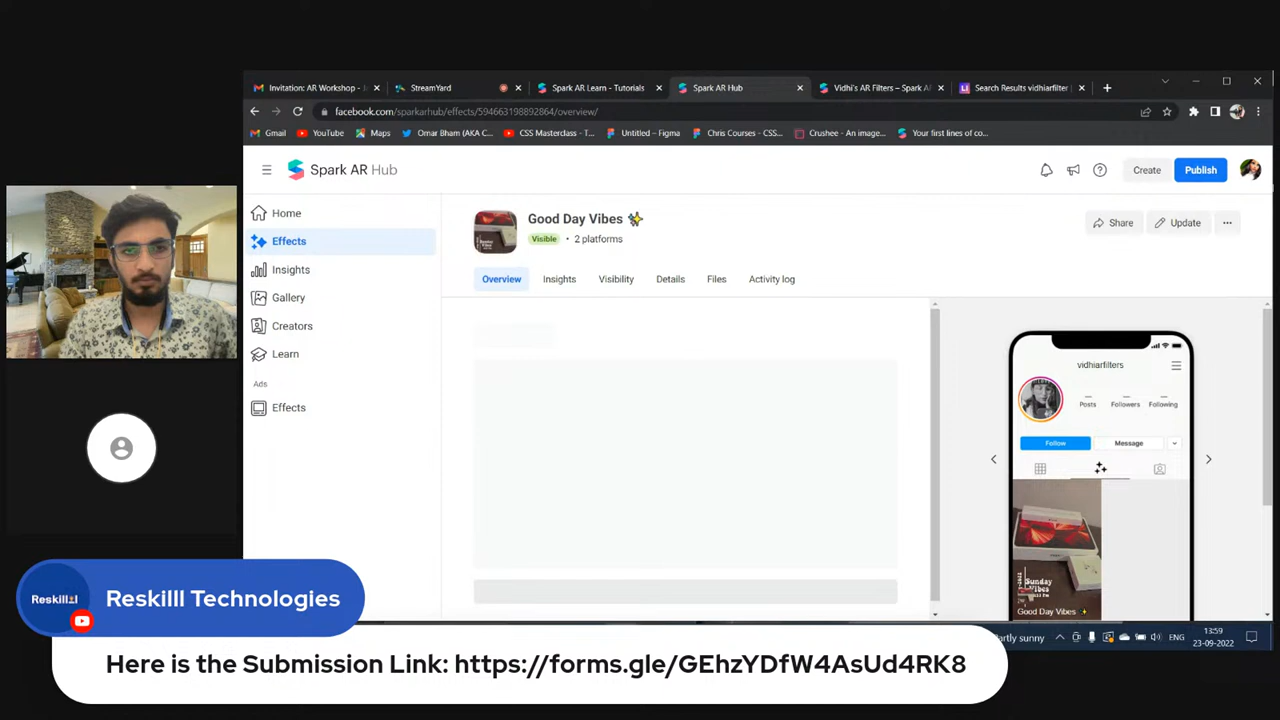 Invitation: AR Workshop - J
StreamYard
Spark AR Learn - Tutorials
Spark AR Hub
Vidhi's AR Filters – Spark A
Search Results vidhiarfilter
facebook.com/sparkarhub/effects/594663198892864/overview/
Gmail
YouTube
Maps
Omar Bham (AKA C...
CSS Masterclass - T...
Untitled – Figma
Chris Courses - CSS...
Crushee - An image...
Your first lines of co...
Spark AR Hub
Create
Publish
Home
Effects
Insights
Gallery
Creators
Learn
Ads
Effects
Good Day Vibes ✨
Visible • 2 platforms
Share
Update
Overview
Insights
Visibility
Details
Files
Activity log
vidhiarfilters
Posts
Followers
Following
Follow
Message
Sunday
Vibes
Good Day Vibes ✨
artly sunny
ENG
13:59
23-09-2022
Reskilll
Reskilll Technologies
Here is the Submission Link: https://forms.gle/GEhzYDfW4AsUd4RK8